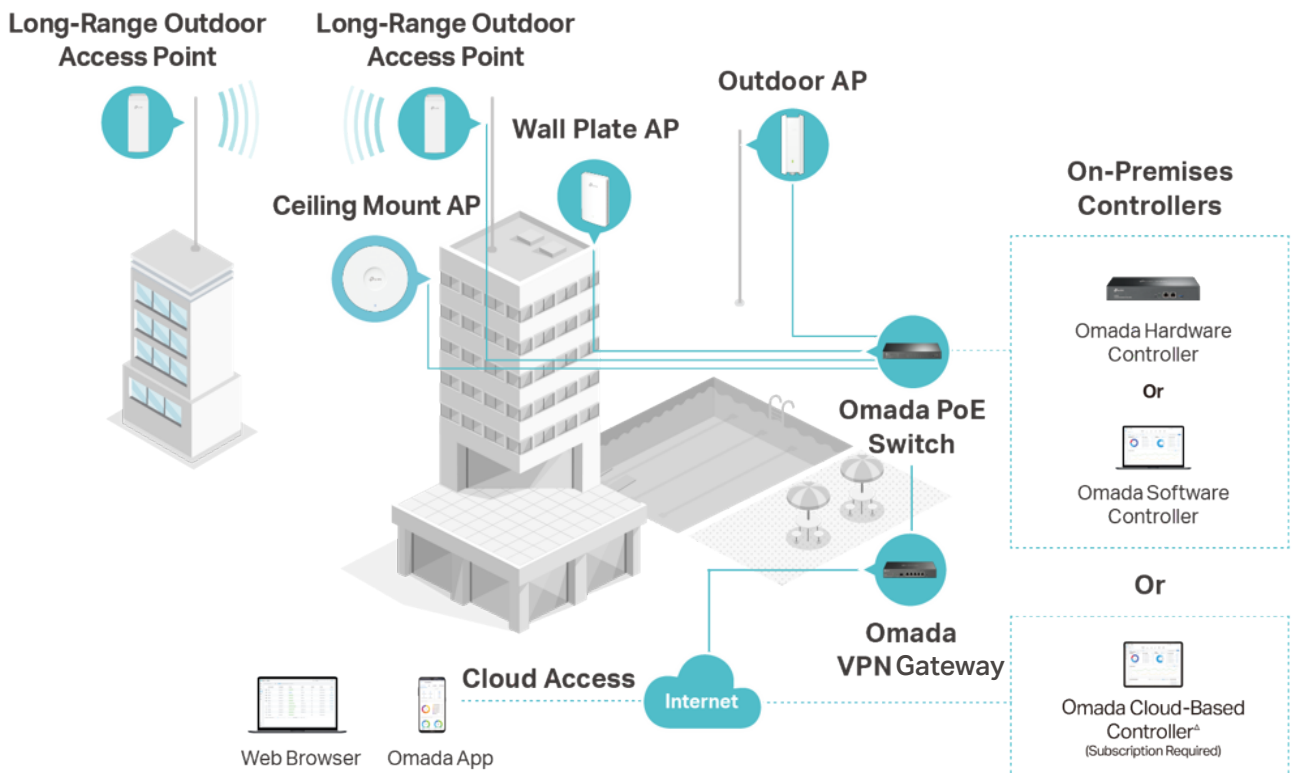 Long-Range Outdoor
Access Point
Long-Range Outdoor
Access Point
Outdoor AP
Wall Plate AP
Ceiling Mount AP
On-Premises
Controllers
Omada Hardware
Controller
Or
Omada Software
Controller
Omada PoE
Switch
Or
Omada
VPN Gateway
Cloud Access
Internet
Omada Cloud-Based
Controller△
(Subscription Required)
Web Browser
Omada App